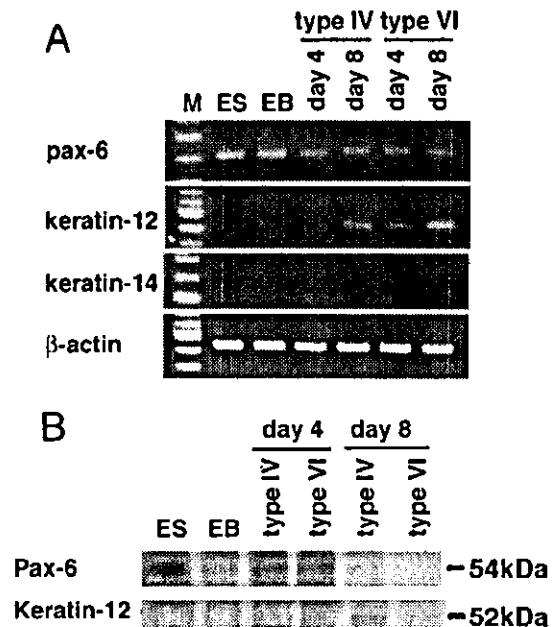 A
type IV type VI
M ES EB day 4 day 8 day 4 day 8
pax-6
keratin-12
keratin-14
β-actin
B
day 4 day 8
ES EB type IV type VI type IV type VI
Pax-6 54kDa
Keratin-12 52kDa